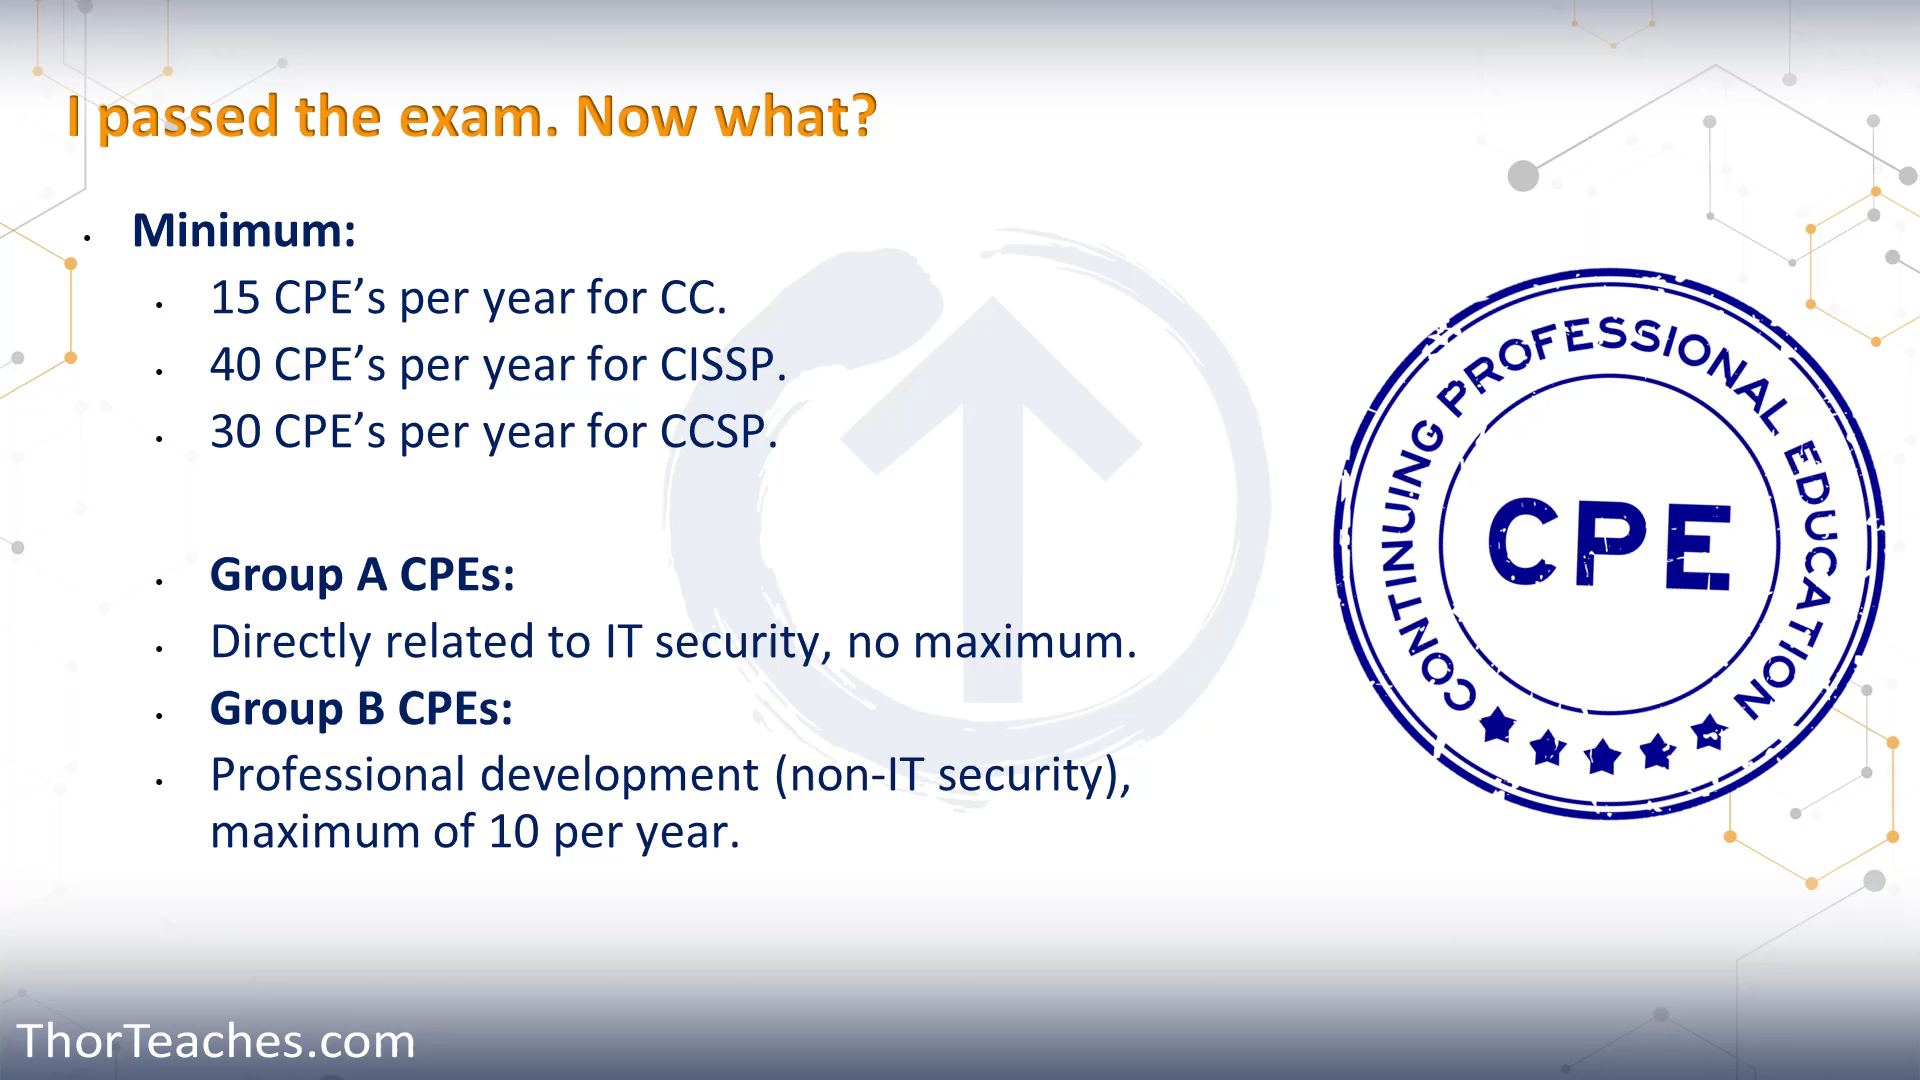 I passed the exam. Now what?
Minimum:
15 CPE’s per year for CC.
40 CPE’s per year for CISSP.
30 CPE’s per year for CCSP.
Group A CPEs:
Directly related to IT security, no maximum.
Group B CPEs:
Professional development (non-IT security),
maximum of 10 per year.
CONTINUING PROFESSIONAL EDUCATION
CPE
ThorTeaches.com